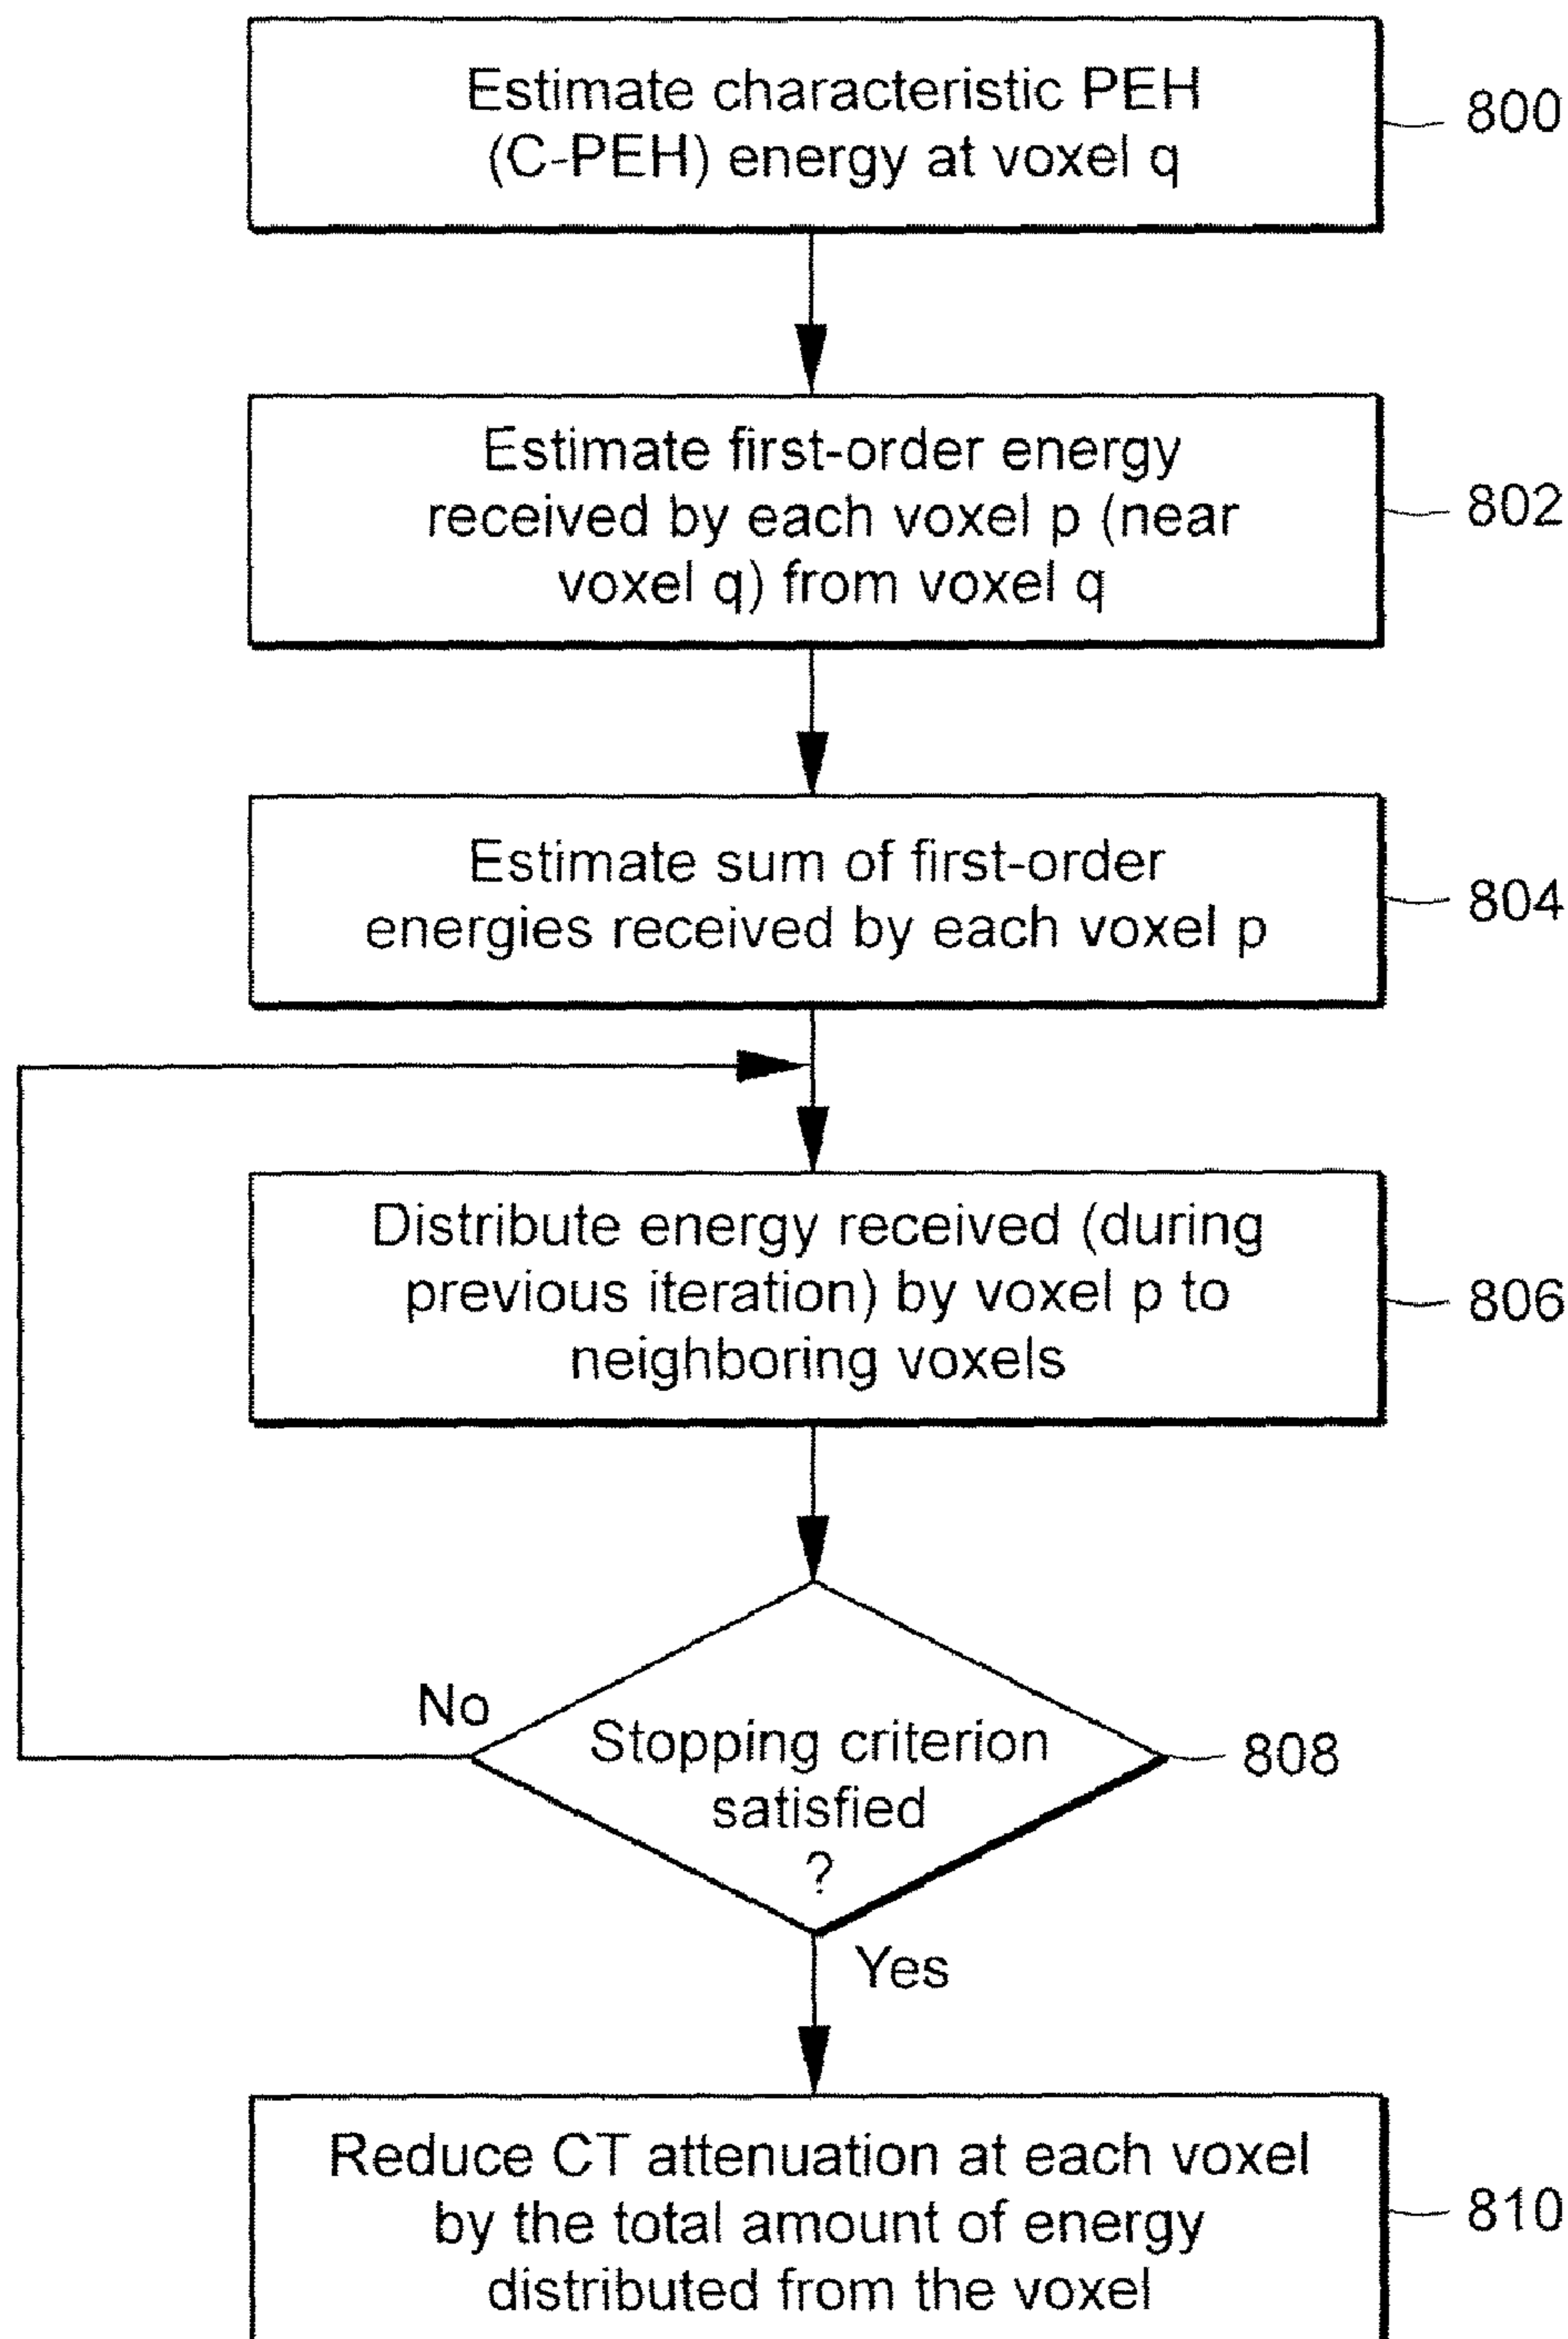 Estimate characteristic PEH
(C-PEH) energy at voxel q
800
Estimate first-order energy
received by each voxel p (near
voxel q) from voxel q
802
Estimate sum of first-order
energies received by each voxel p
804
Distribute energy received (during
previous iteration) by voxel p to
neighboring voxels
806
No
Stopping criterion
satisfied
?
808
Yes
Reduce CT attenuation at each voxel
by the total amount of energy
distributed from the voxel
810